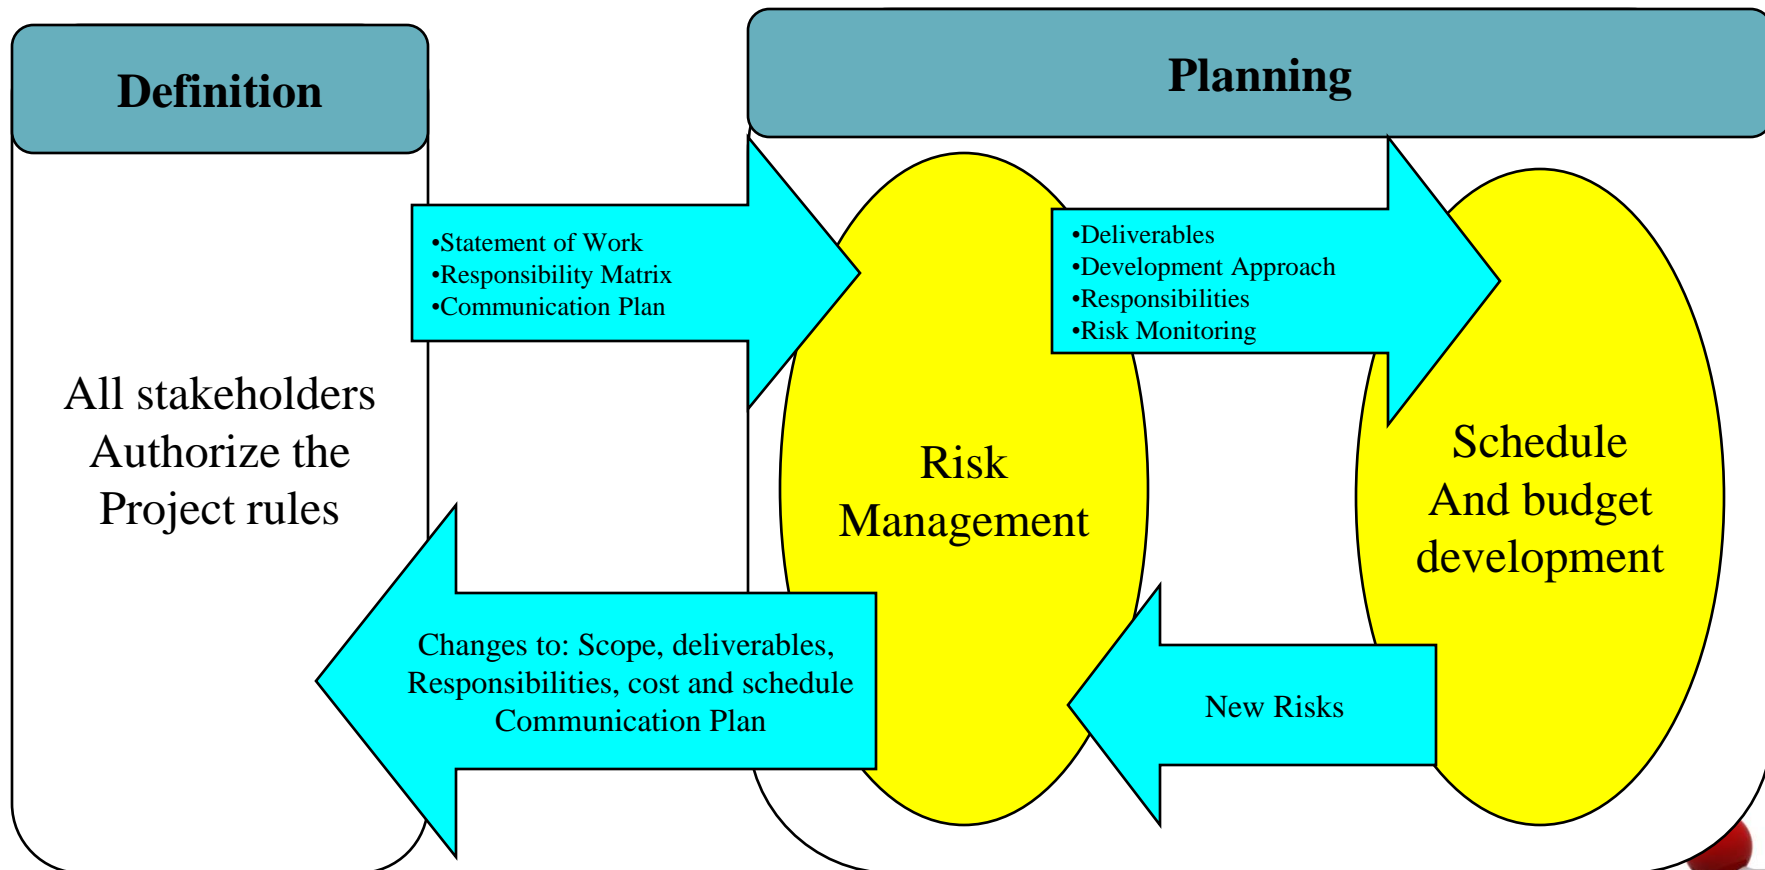 Definition
Planning
•Statement of Work
•Responsibility Matrix
•Communication Plan
•Deliverables
•Development Approach
•Responsibilities
•Risk Monitoring
All stakeholders
Authorize the
Project rules
Risk
Management
Schedule
And budget
development
Changes to: Scope, deliverables,
Responsibilities, cost and schedule
Communication Plan
New Risks